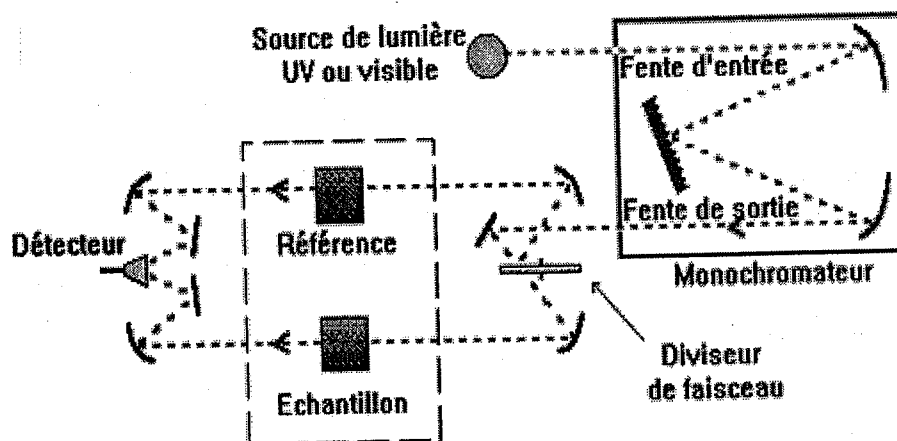 Source de lumière
UV ou visible
Fente d'entrée
Fente de sortie
Monochromateur
Détecteur
Référence
Echantillon
Diviseur
de faisceau